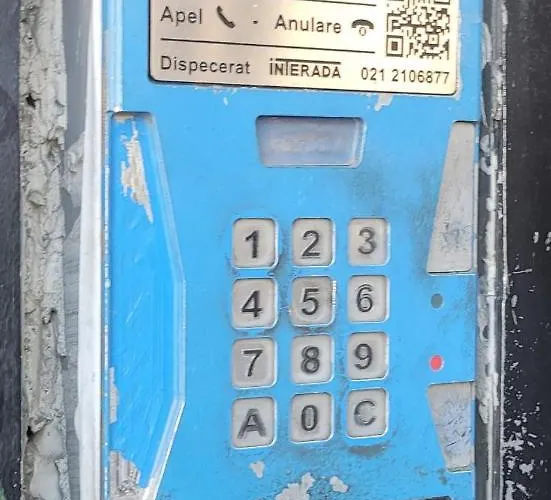 Apel - Anulare
Dispecerat INTERADA 021 2106877
1 2 3
4 5 6
7 8 9
A 0 C